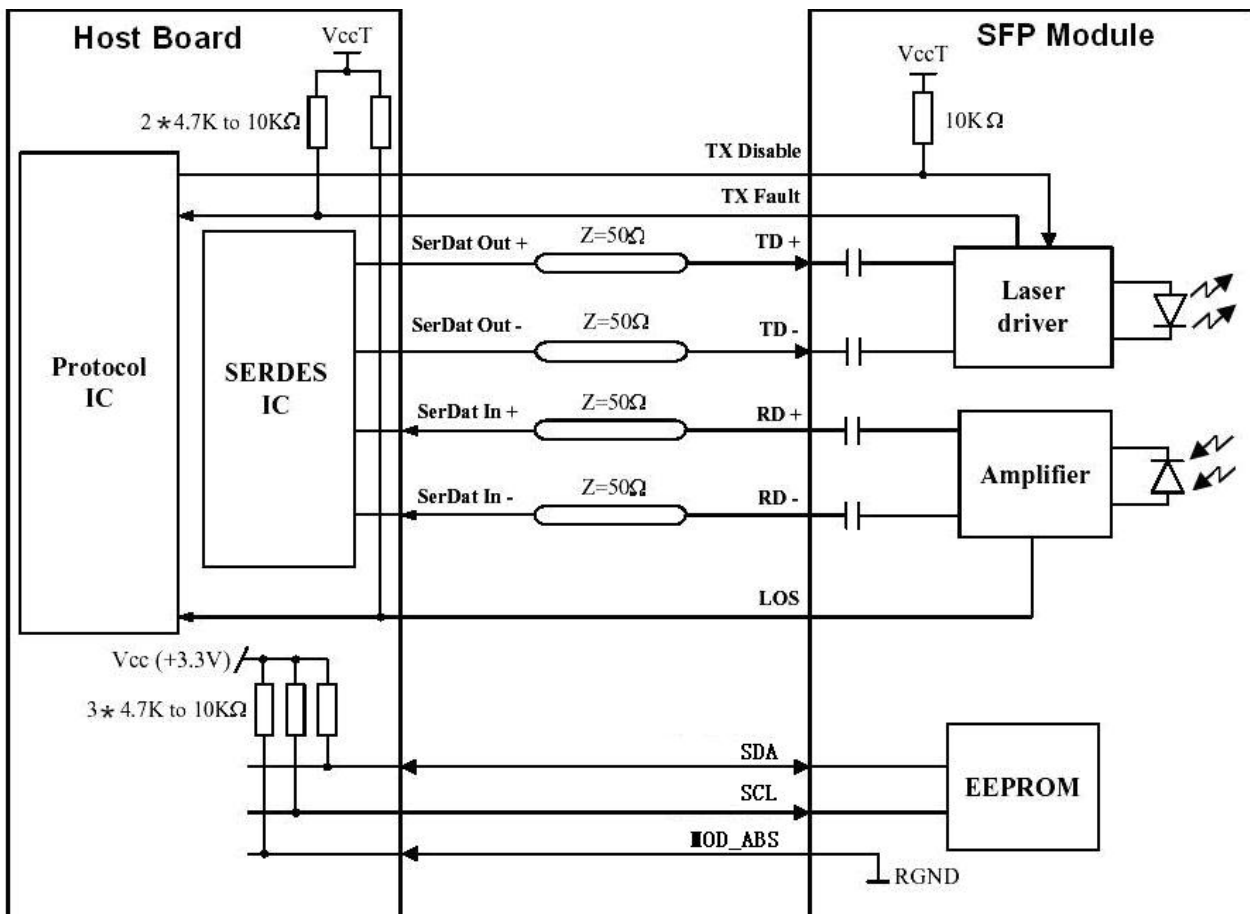 Host Board
SFP Module
VccT
VccT
2*4.7K to 10KΩ
10KΩ
TX Disable
TX Fault
SerDat Out +
Z=50Ω
TD +
Laser
driver
SerDat Out -
Z=50Ω
TD -
Protocol
IC
SERDES
IC
SerDat In +
Z=50Ω
RD +
Amplifier
SerDat In -
Z=50Ω
RD -
LOS
Vcc (+3.3V)
3*4.7K to 10KΩ
SDA
SCL
EEPROM
MOD_ABS
RGND